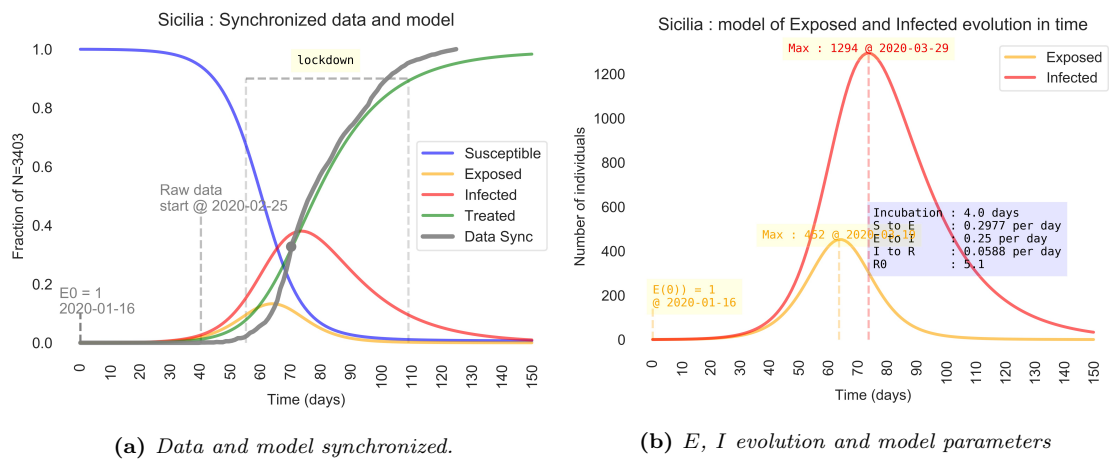 Sicilia : Synchronized data and model
1.0
0.8
0.6
0.4
0.2
0.0
Fraction of N=3403
lockdown
Raw data
start @ 2020-02-25
E0 = 1
2020-01-16
Susceptible
Exposed
Infected
Treated
Data Sync
0 10 20 30 40 50 60 70 80 90 100 110 120 130 140 150
Time (days)
(a) Data and model synchronized.
Sicilia : model of Exposed and Infected evolution in time
1200
1000
800
600
400
200
0
Number of individuals
Max : 1294 @ 2020-03-29
Exposed
Infected
Max : 452 @ 2020-03-19
Incubation : 4.0 days
S to E : 0.2977 per day
E to I : 0.25 per day
I to R : 0.0588 per day
R0 : 5.1
E(0)) = 1
@ 2020-01-16
0 10 20 30 40 50 60 70 80 90 100 110 120 130 140 150
Time (days)
(b) E, I evolution and model parameters